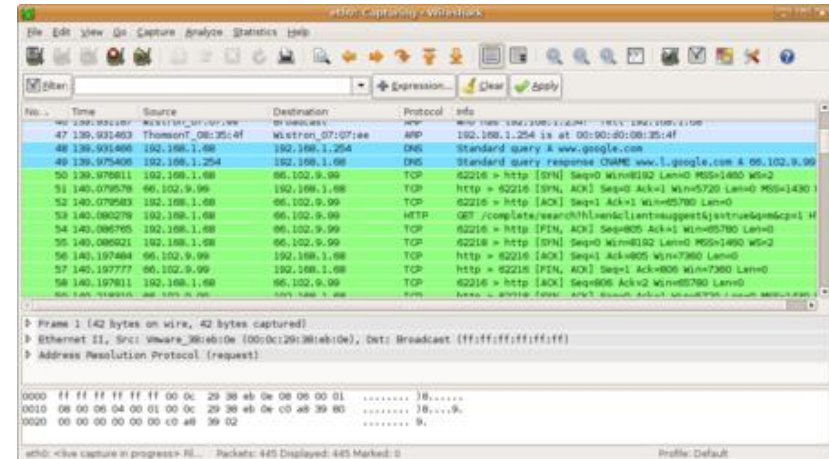 eth0: Capturing - Wireshark
File Edit View Go Capture Analyze Statistics Help
Filter: Expression... Clear Apply
No. . Time Source Destination Protocol Info
47 139.931463 ThomsonT_08:35:4f Wistron_07:07:ee ARP 192.168.1.254 is at 00:90:d0:08:35:4f
48 139.931466 192.168.1.68 192.168.1.254 DNS Standard query A www.google.com
49 139.975406 192.168.1.254 192.168.1.68 DNS Standard query response CNAME www.l.google.com A 66.102.9.99
50 139.976811 192.168.1.68 66.102.9.99 TCP 62216 > http [SYN] Seq=0 Win=8192 Len=0 MSS=1460 WS=2
51 140.079578 66.102.9.99 192.168.1.68 TCP http > 62216 [SYN, ACK] Seq=0 Ack=1 Win=5720 Len=0 MSS=1430
52 140.079583 192.168.1.68 66.102.9.99 TCP 62216 > http [ACK] Seq=1 Ack=1 Win=65780 Len=0
53 140.080278 192.168.1.68 66.102.9.99 HTTP GET /complete/search?hl=en&client=suggest&js=true&q=m&cp=1 H
54 140.086765 192.168.1.68 66.102.9.99 TCP 62216 > http [FIN, ACK] Seq=805 Ack=1 Win=65780 Len=0
55 140.086921 192.168.1.68 66.102.9.99 TCP 62218 > http [SYN] Seq=0 Win=8192 Len=0 MSS=1460 WS=2
56 140.197484 66.102.9.99 192.168.1.68 TCP http > 62216 [ACK] Seq=1 Ack=805 Win=7360 Len=0
57 140.197777 66.102.9.99 192.168.1.68 TCP http > 62216 [FIN, ACK] Seq=1 Ack=806 Win=7360 Len=0
58 140.197811 192.168.1.68 66.102.9.99 TCP 62216 > http [ACK] Seq=806 Ack=2 Win=65780 Len=0
Frame 1 (42 bytes on wire, 42 bytes captured)
Ethernet II, Src: Vmware_38:eb:0e (00:0c:29:38:eb:0e), Dst: Broadcast (ff:ff:ff:ff:ff:ff)
Address Resolution Protocol (request)
0000 ff ff ff ff ff ff 00 0c 29 38 eb 0e 08 06 00 01 ........ )8......
0010 08 00 06 04 00 01 00 0c 29 38 eb 0e c0 a8 39 80 ........ )8....9.
0020 00 00 00 00 00 00 c0 a8 39 02 ........ 9.
eth0: <live capture in progress> Fil... Packets: 445 Displayed: 445 Marked: 0 Profile: Default